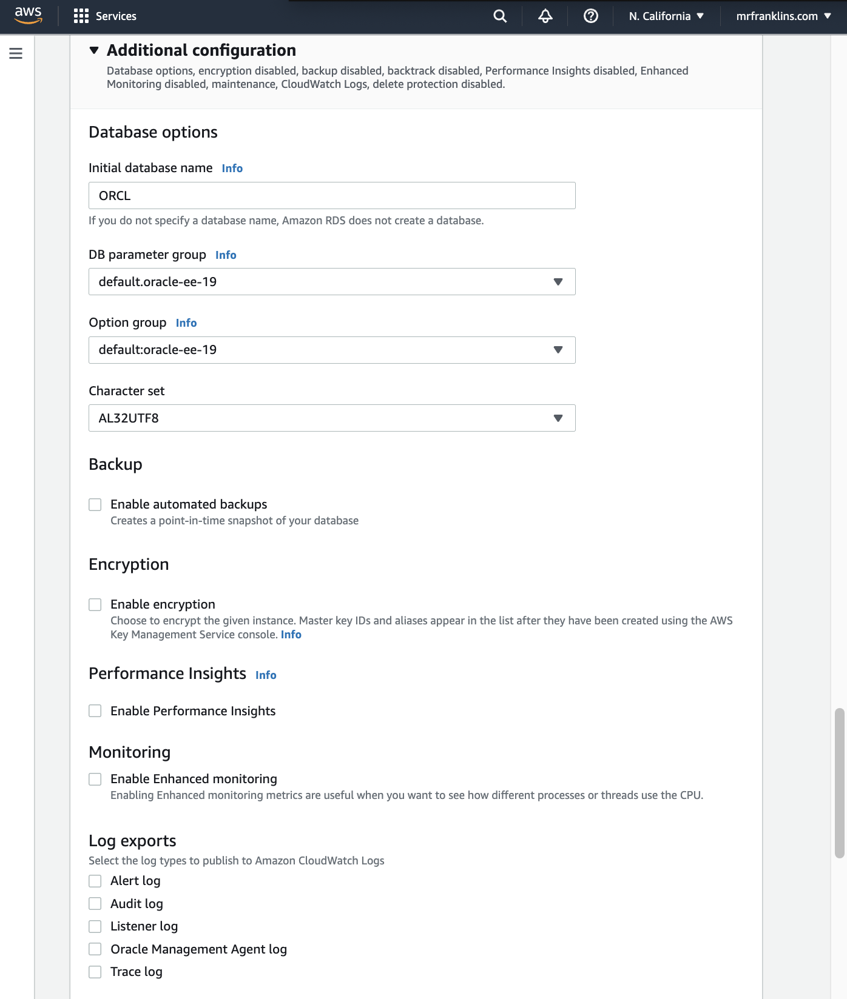 aws
Services
N. California
mrfranklins.com
Additional configuration
Database options, encryption disabled, backup disabled, backtrack disabled, Performance Insights disabled, Enhanced
Monitoring disabled, maintenance, CloudWatch Logs, delete protection disabled.
Database options
Initial database name Info
ORCL
If you do not specify a database name, Amazon RDS does not create a database.
DB parameter group Info
default.oracle-ee-19
Option group Info
default:oracle-ee-19
Character set
AL32UTF8
Backup
Enable automated backups
Creates a point-in-time snapshot of your database
Encryption
Enable encryption
Choose to encrypt the given instance. Master key IDs and aliases appear in the list after they have been created using the AWS
Key Management Service console. Info
Performance Insights Info
Enable Performance Insights
Monitoring
Enable Enhanced monitoring
Enabling Enhanced monitoring metrics are useful when you want to see how different processes or threads use the CPU.
Log exports
Select the log types to publish to Amazon CloudWatch Logs
Alert log
Audit log
Listener log
Oracle Management Agent log
Trace log